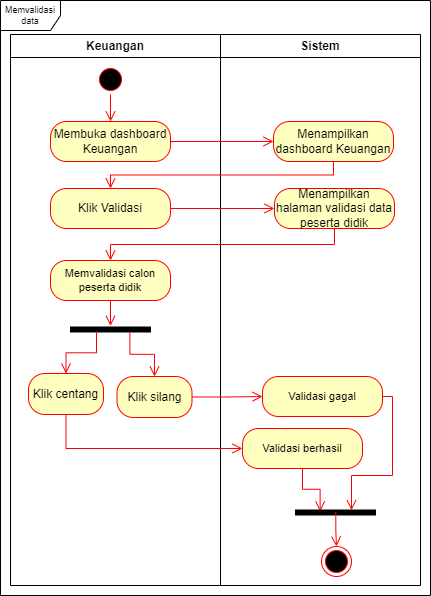 Memvalidasi
data
Keuangan
Sistem
Membuka dashboard
Keuangan
Menampilkan
dashboard Keuangan
Klik Validasi
Menampilkan
halaman validasi data
peserta didik
Memvalidasi calon
peserta didik
Klik centang
Klik silang
Validasi gagal
Validasi berhasil